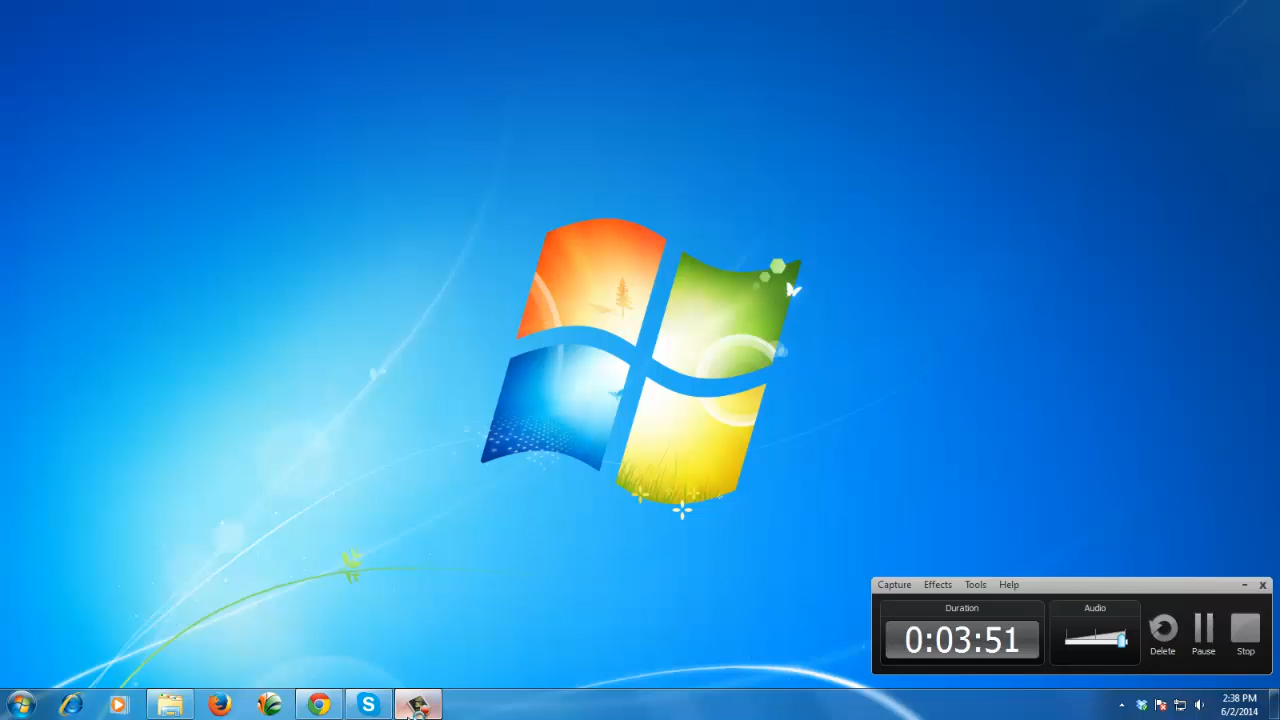 Capture Effects Tools Help
Duration
Audio
0:03:51
Delete
Pause
Stop
2:38 PM
6/2/2014